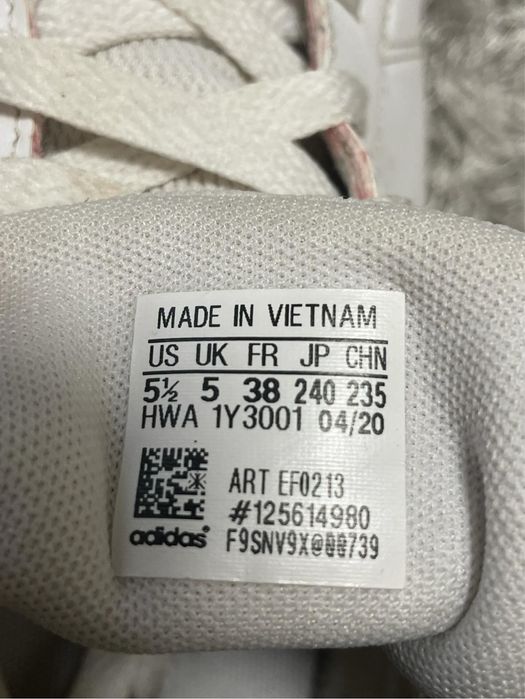 MADE IN VIETNAM
US UK FR JP CHN
5½ 5 38 240 235
HWA 1Y3001 04/20
ART EF0213
#125614980
adidas® F9SNV9X@@@739